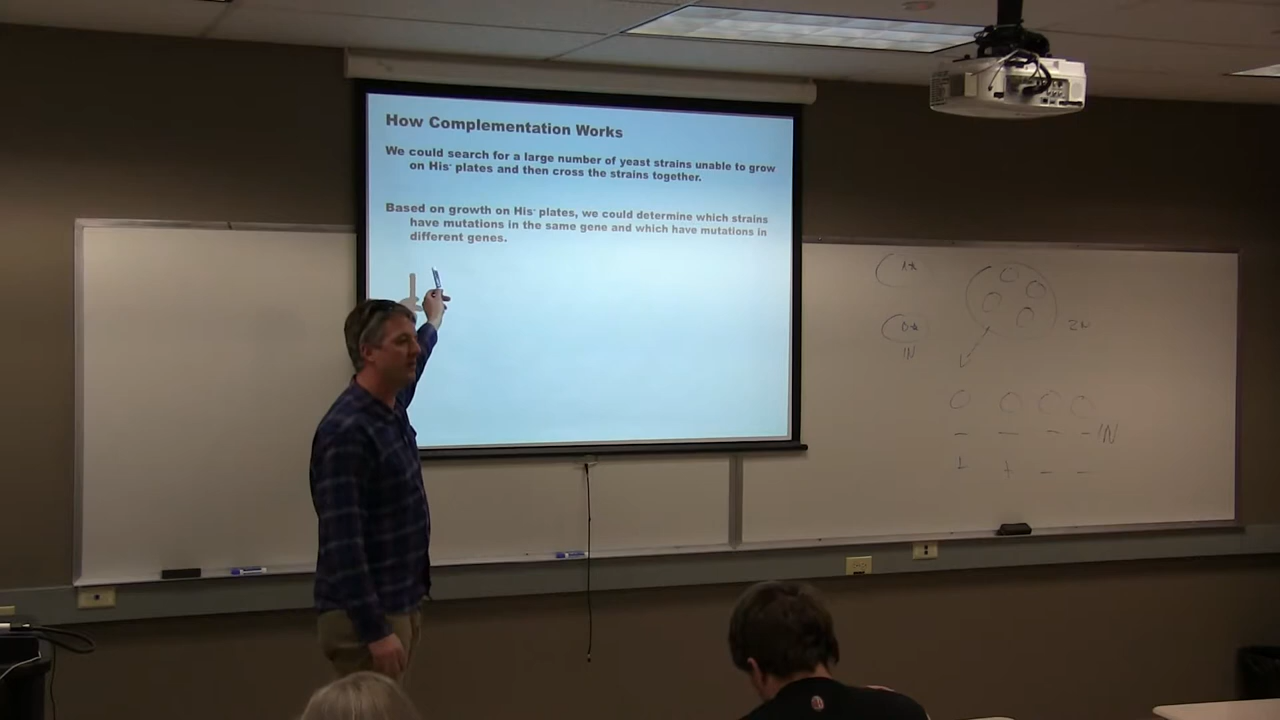 How Complementation Works
We could search for a large number of yeast strains unable to grow
on His⁻ plates and then cross the strains together.
Based on growth on His⁻ plates, we could determine which strains
have mutations in the same gene and which have mutations in
different genes.
2N
1N
1N